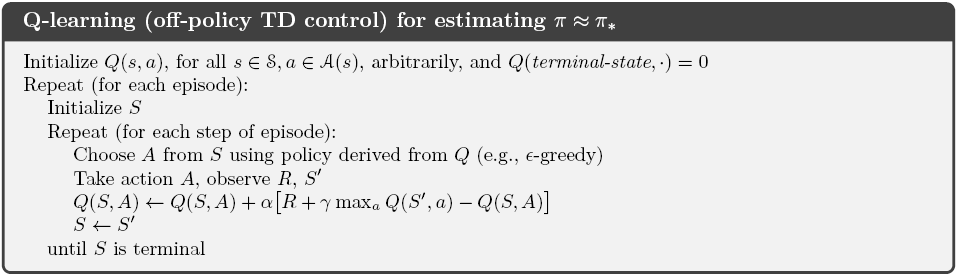 Q-learning (off-policy TD control) for estimating π ≈ π*
Initialize Q(s, a), for all s ∈ 𝒮, a ∈ 𝒜(s), arbitrarily, and Q(terminal-state, ·) = 0
Repeat (for each episode):
Initialize S
Repeat (for each step of episode):
Choose A from S using policy derived from Q (e.g., ϵ-greedy)
Take action A, observe R, S′
Q(S, A) ← Q(S, A) + α[R + γ maxₐ Q(S′, a) − Q(S, A)]
S ← S′
until S is terminal